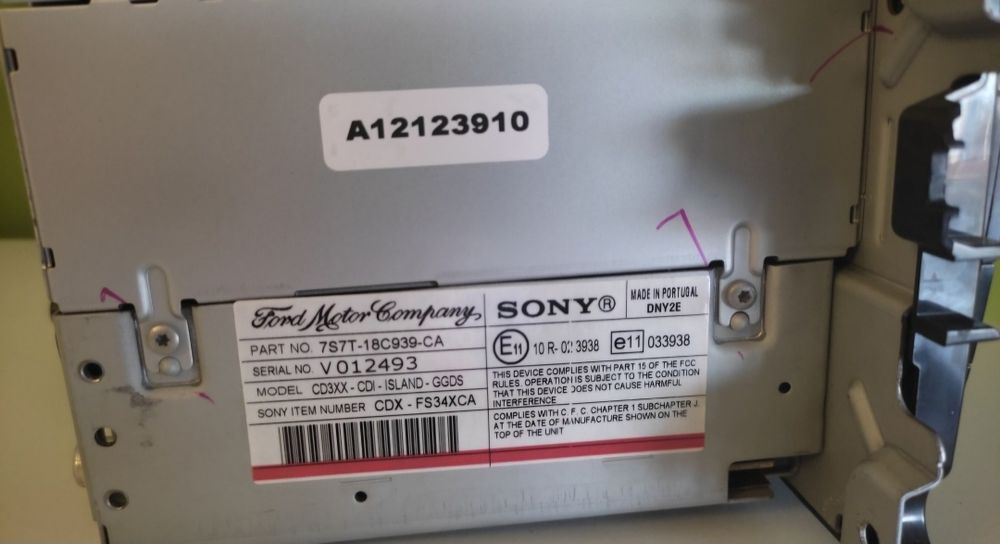 A12123910
Ford Motor Company,
PART NO. 7S7T-18C939-CA
SERIAL NO. V012493
MODEL CD3XX - CDI - ISLAND - GGDS
SONY ITEM NUMBER CDX - FS34XCA
SONY®
MADE IN PORTUGAL
DNY2E
E11 10 R- 3938 e11 033938
THIS DEVICE COMPLIES WITH PART 15 OF THE FCC
RULES. OPERATION IS SUBJECT TO THE CONDITION
THAT THIS DEVICE DOES NOT CAUSE HARMFUL
INTERFERENCE
COMPLIES WITH C. F. C. CHAPTER 1 SUBCHAPTER J.
AT THE DATE OF MANUFACTURE SHOWN ON THE
TOP OF THE UNIT